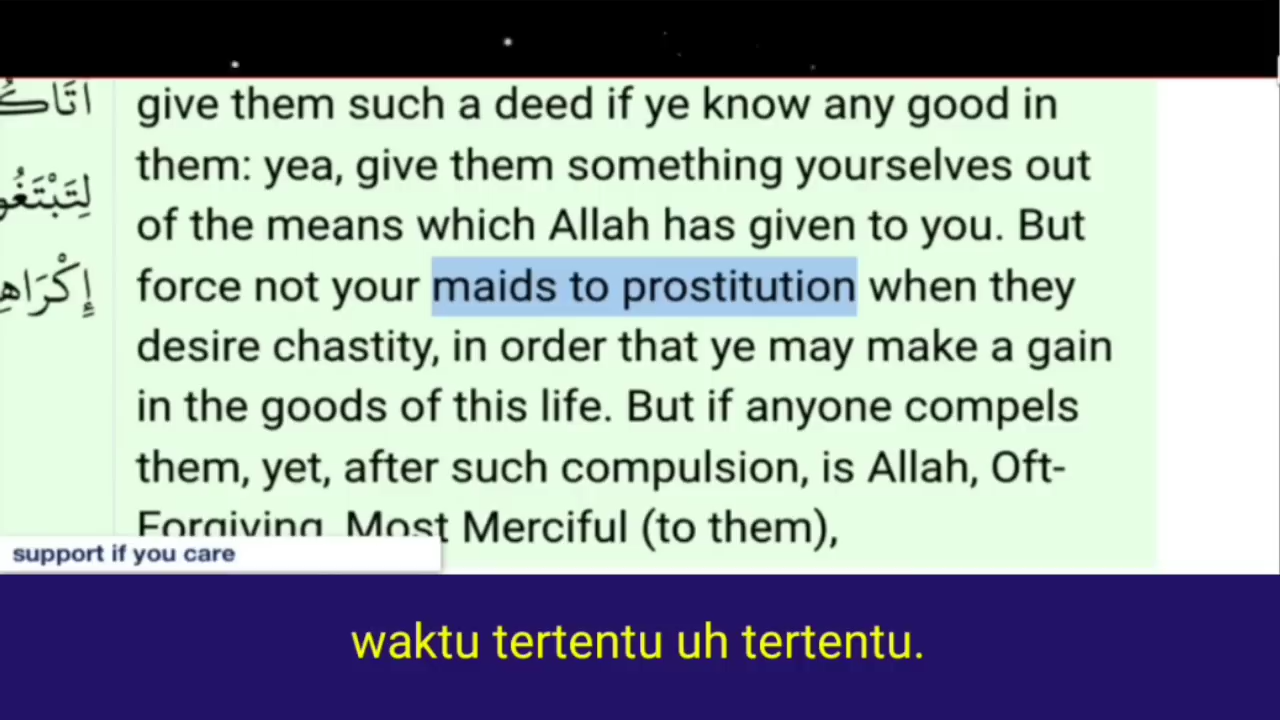 give them such a deed if ye know any good in
them: yea, give them something yourselves out
of the means which Allah has given to you. But
force not your maids to prostitution when they
desire chastity, in order that ye may make a gain
in the goods of this life. But if anyone compels
them, yet, after such compulsion, is Allah, Oft-
Forgiving, Most Merciful (to them),
support if you care
waktu tertentu uh tertentu.